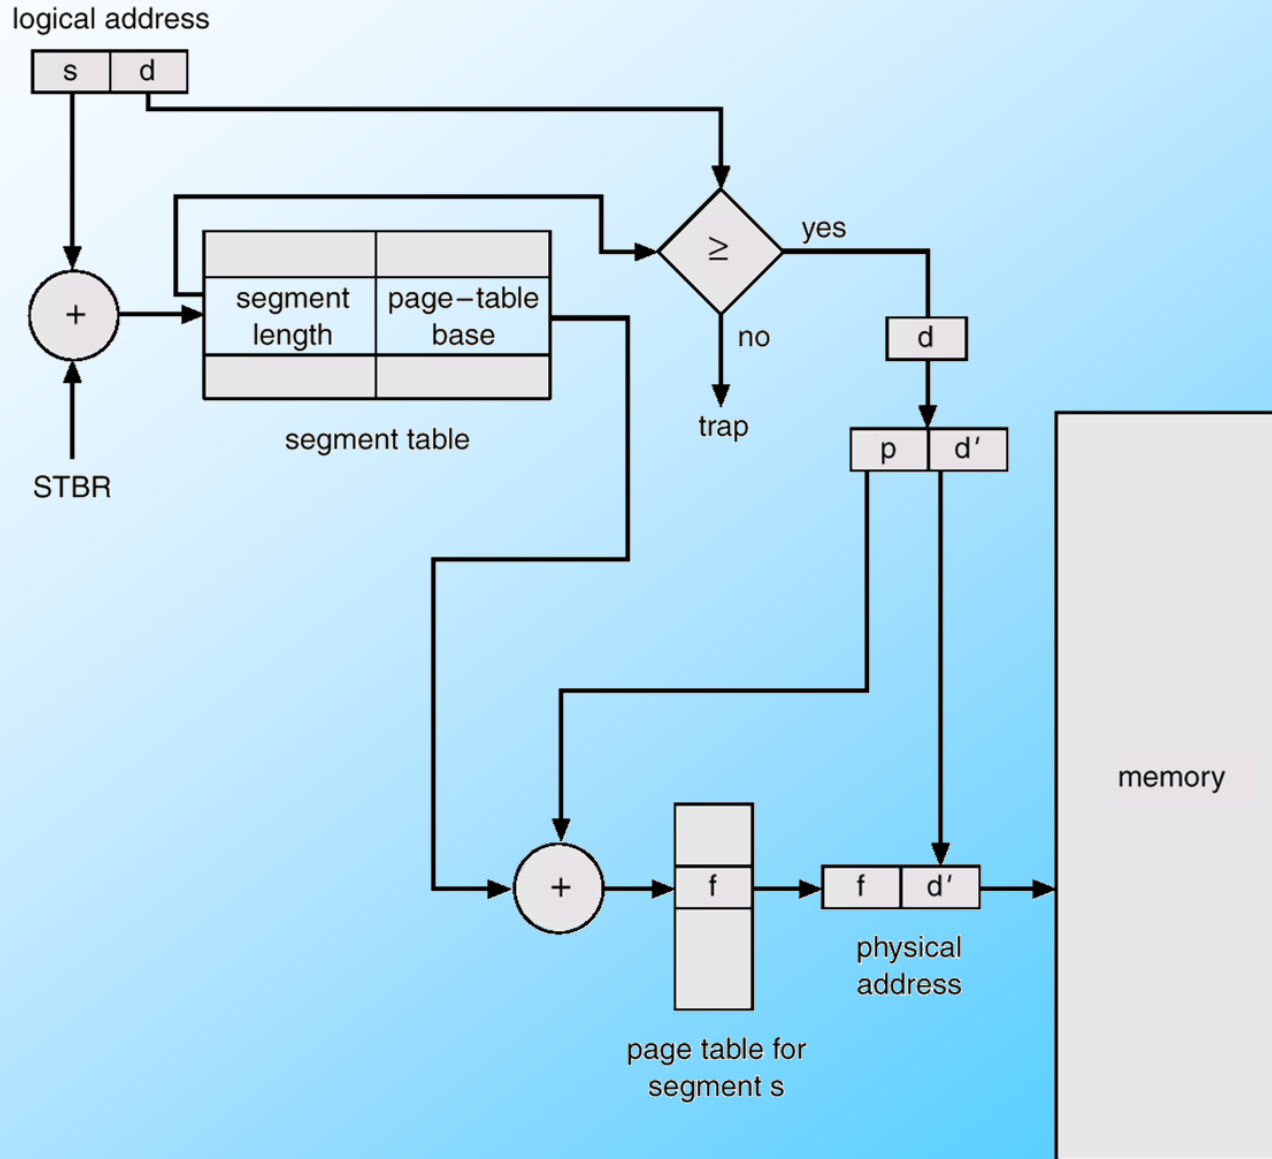 logical address
s d
≥
yes
+
segment length
page–table base
no
d
trap
segment table
p d′
STBR
memory
+
f
f d′
physical address
page table for
segment s